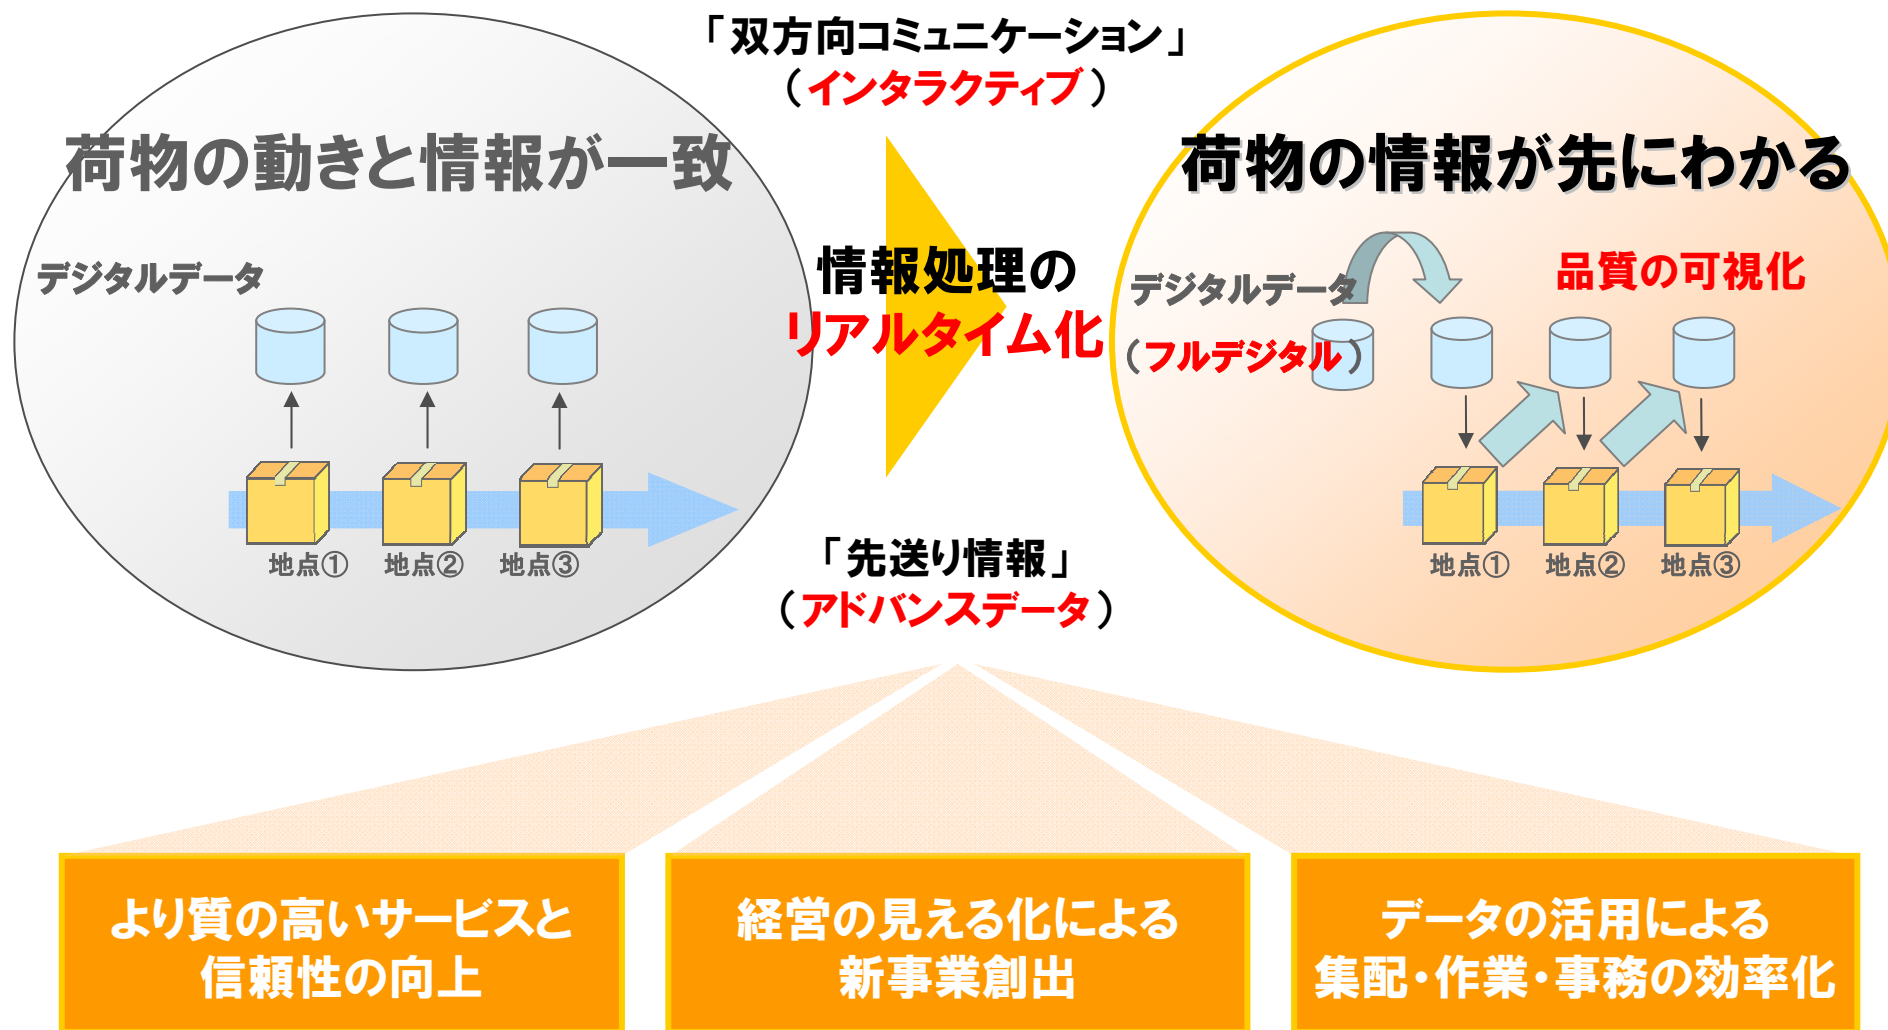 「双方向コミュニケーション」
(インタラクティブ)
荷物の動きと情報が一致
デジタルデータ
地点① 地点② 地点③
情報処理の
リアルタイム化
「先送り情報」
(アドバンスデータ)
荷物の情報が先にわかる
品質の可視化
デジタルデータ
(フルデジタル)
地点① 地点② 地点③
より質の高いサービスと
信頼性の向上
経営の見える化による
新事業創出
データの活用による
集配・作業・事務の効率化